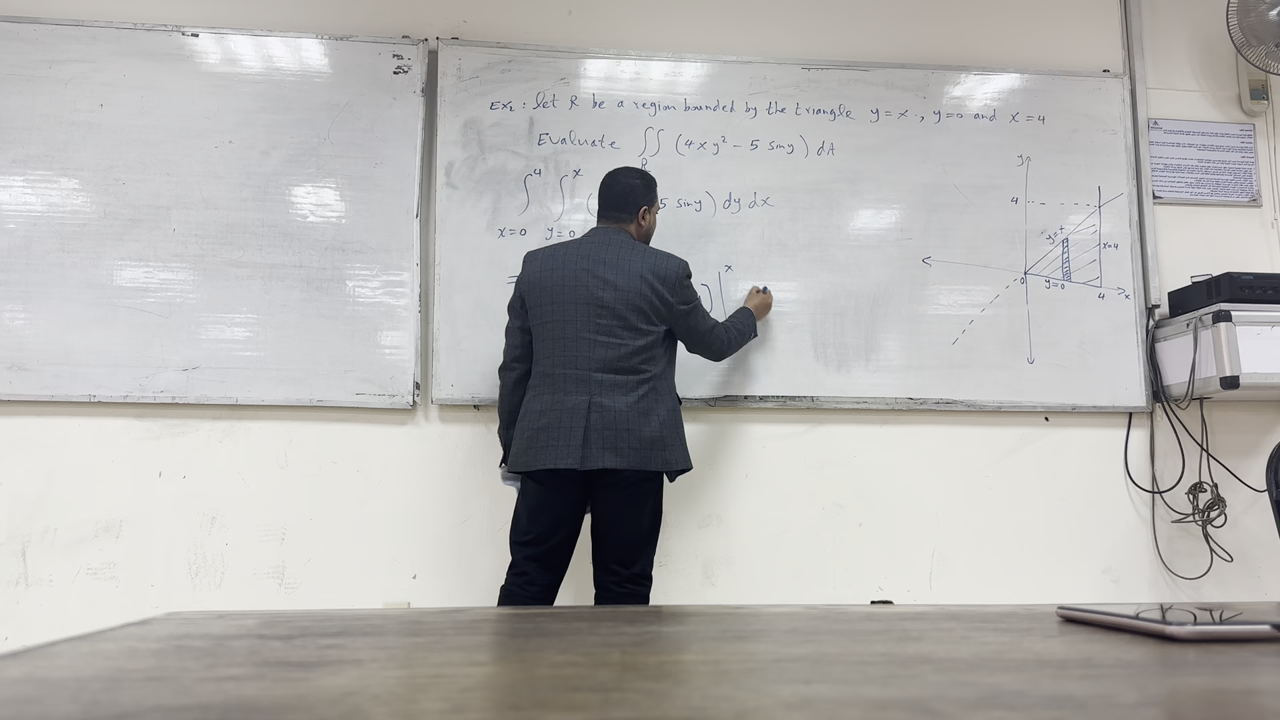 Ex2: let R be a region bounded by the triangle y=x, y=0 and x=4
Evaluate ∬ (4xy² - 5 siny) dA
R
∫ 4 ∫ x ( 5 siny) dy dx
x=0 y=0
= ) | x
y
4
y=x
x=4
0
y=0
4
x